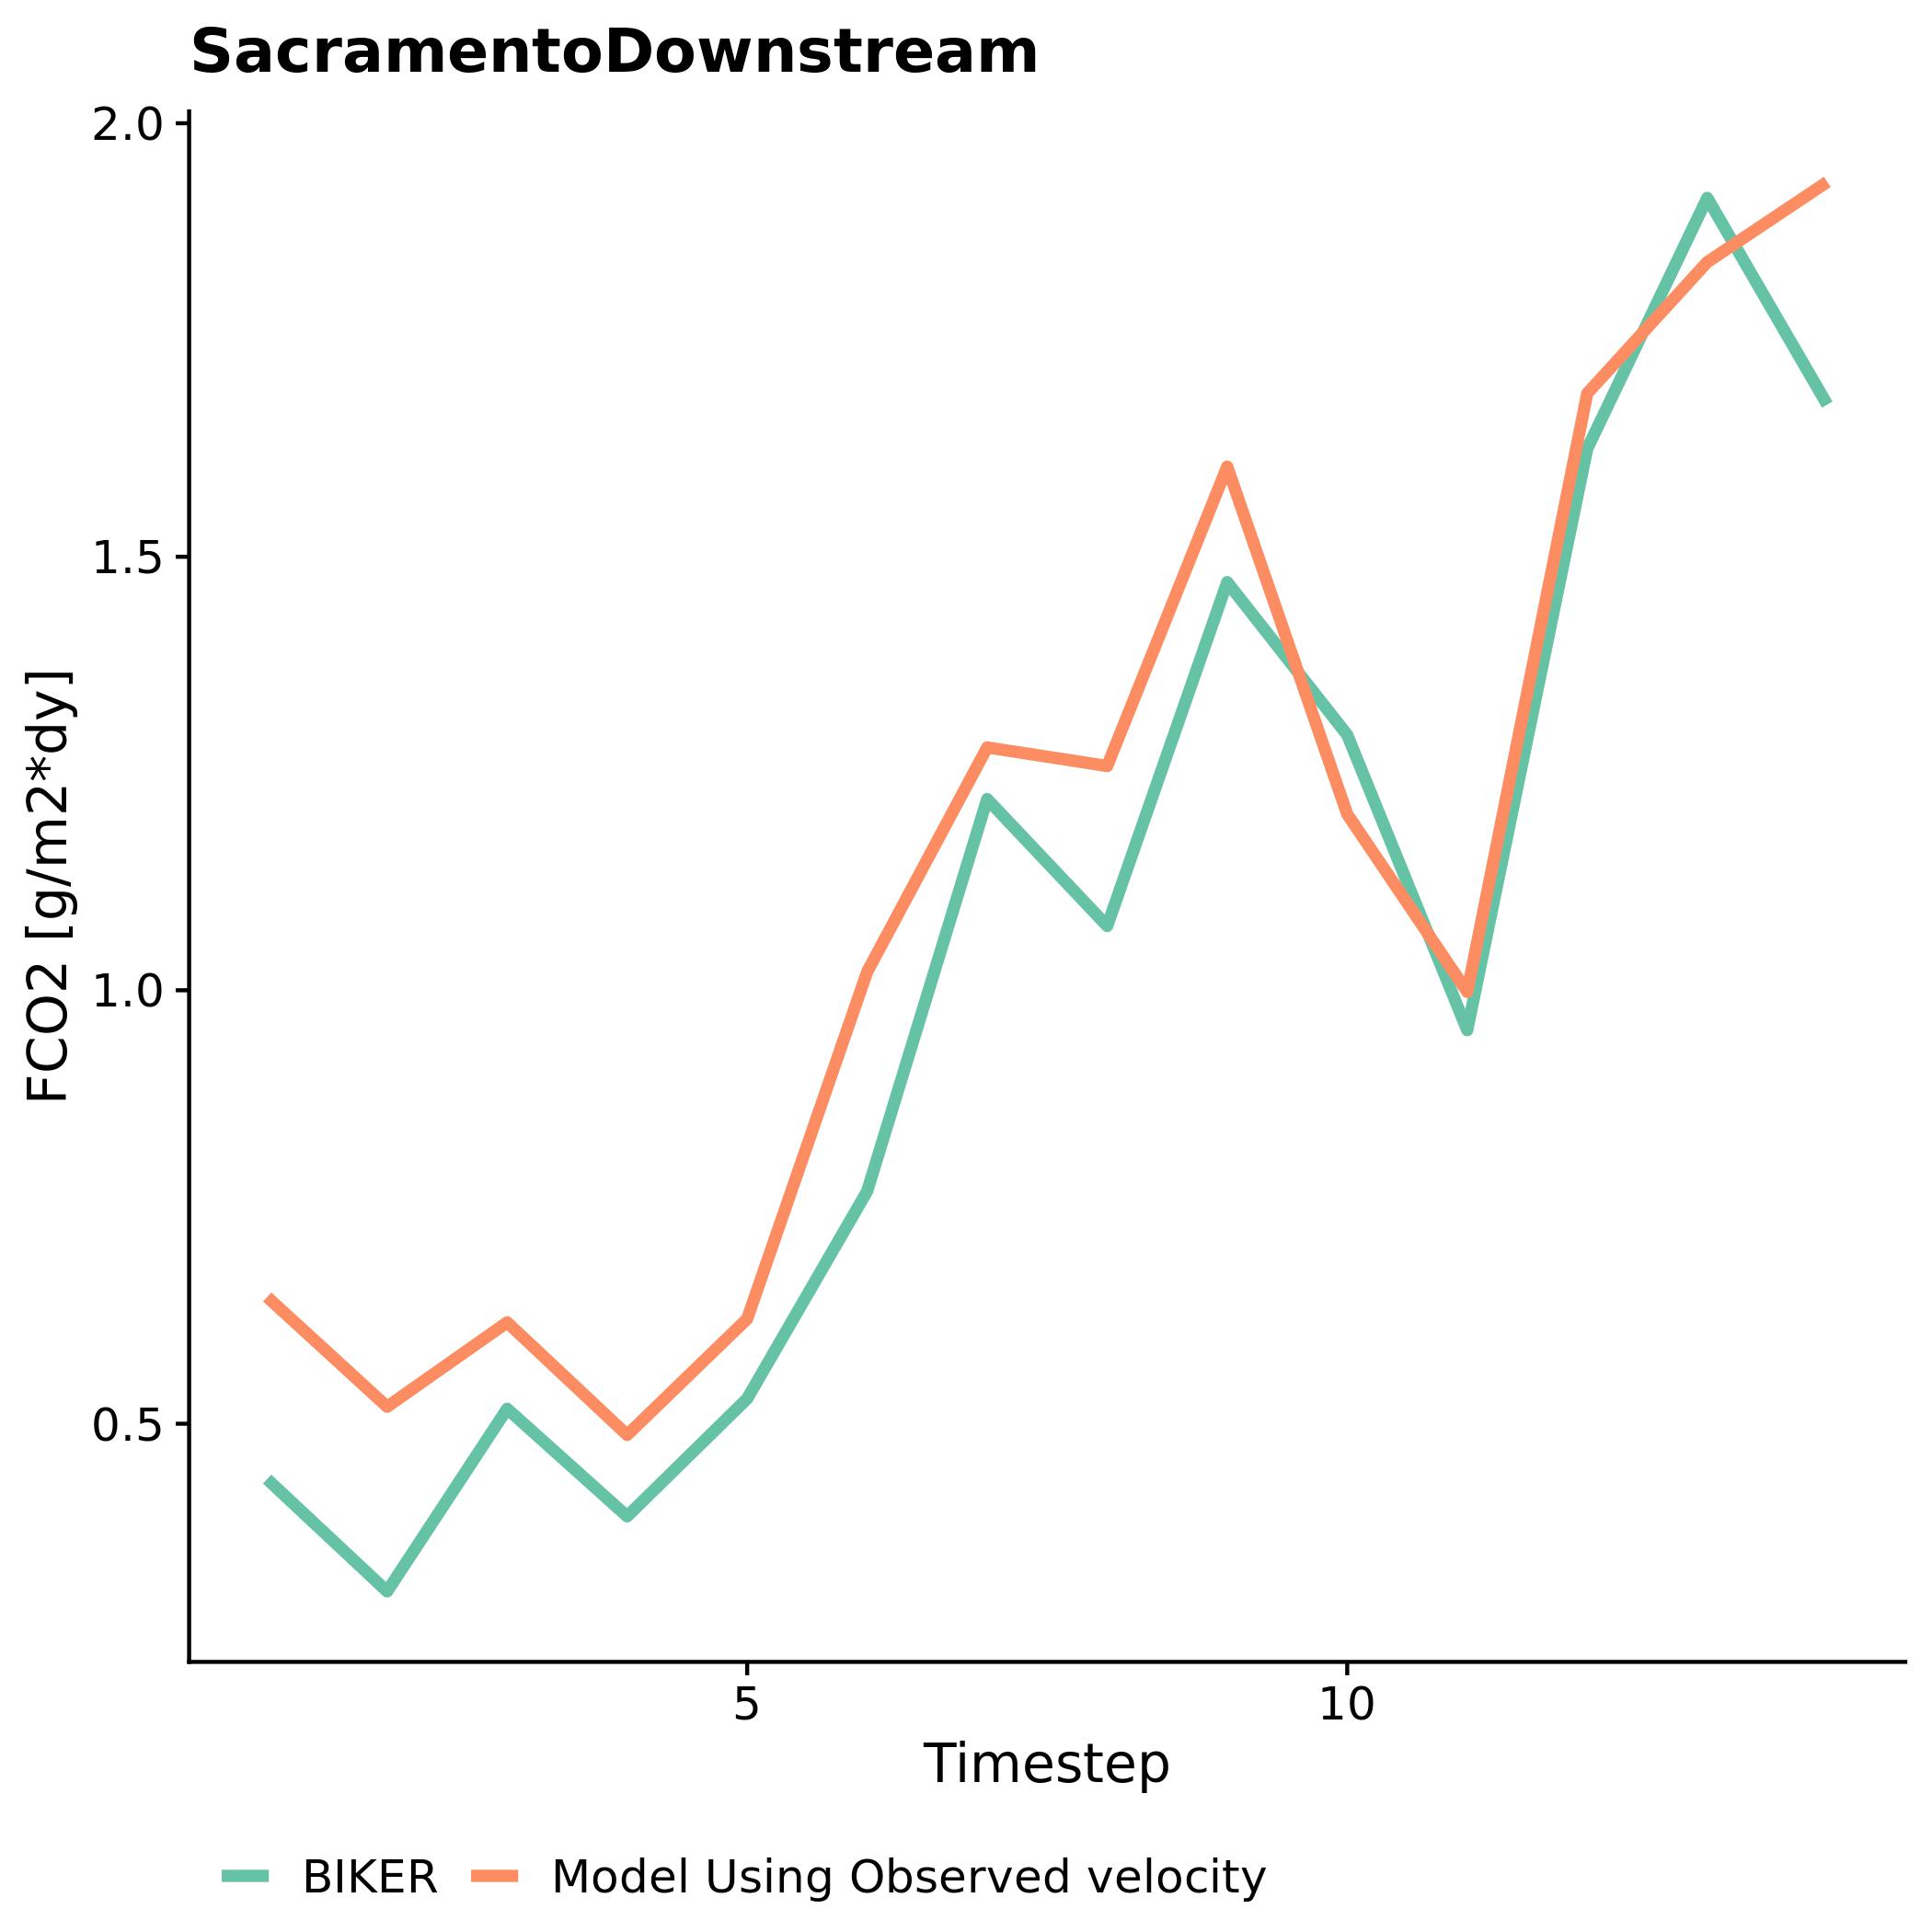 SacramentoDownstream
2.0
1.5
1.0
0.5
FCO2 [g/m2*dy]
5
10
Timestep
BIKER
Model Using Observed velocity